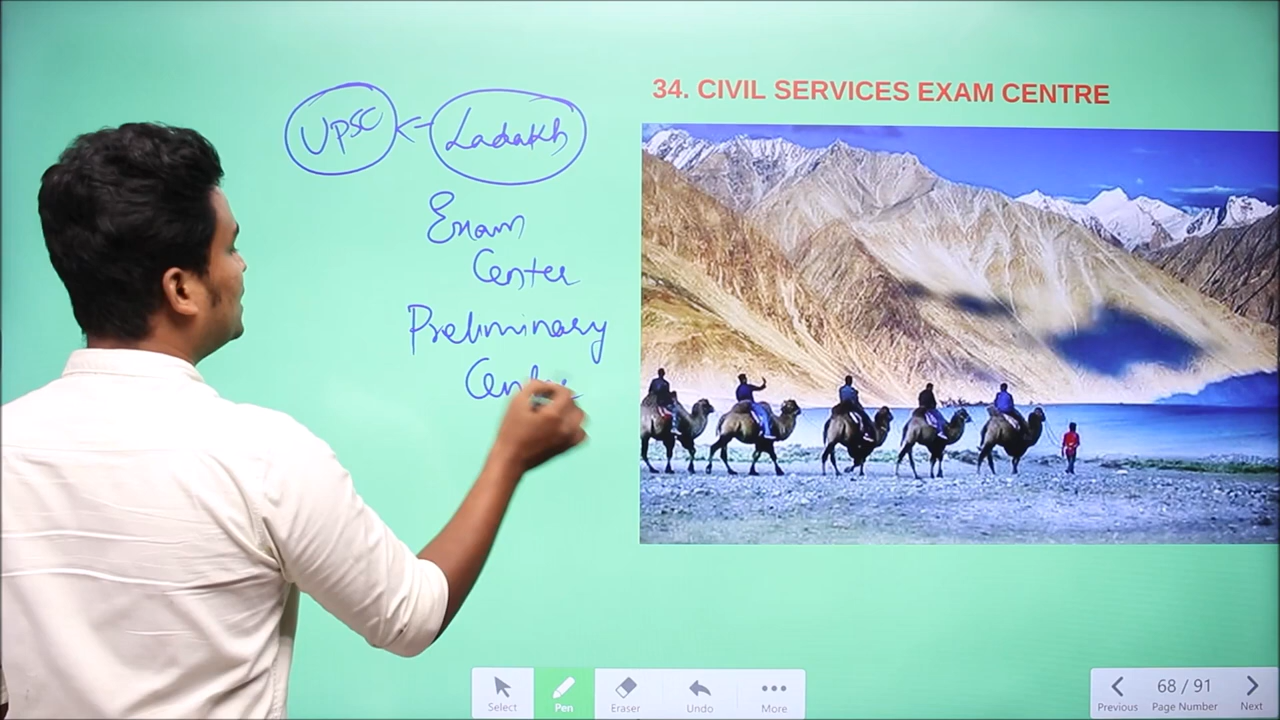 34. CIVIL SERVICES EXAM CENTRE
UPSC <- Ladakh
Exam
Center
Preliminary
Select
Pen
Eraser
Undo
More
Previous
68 / 91
Page Number
Next